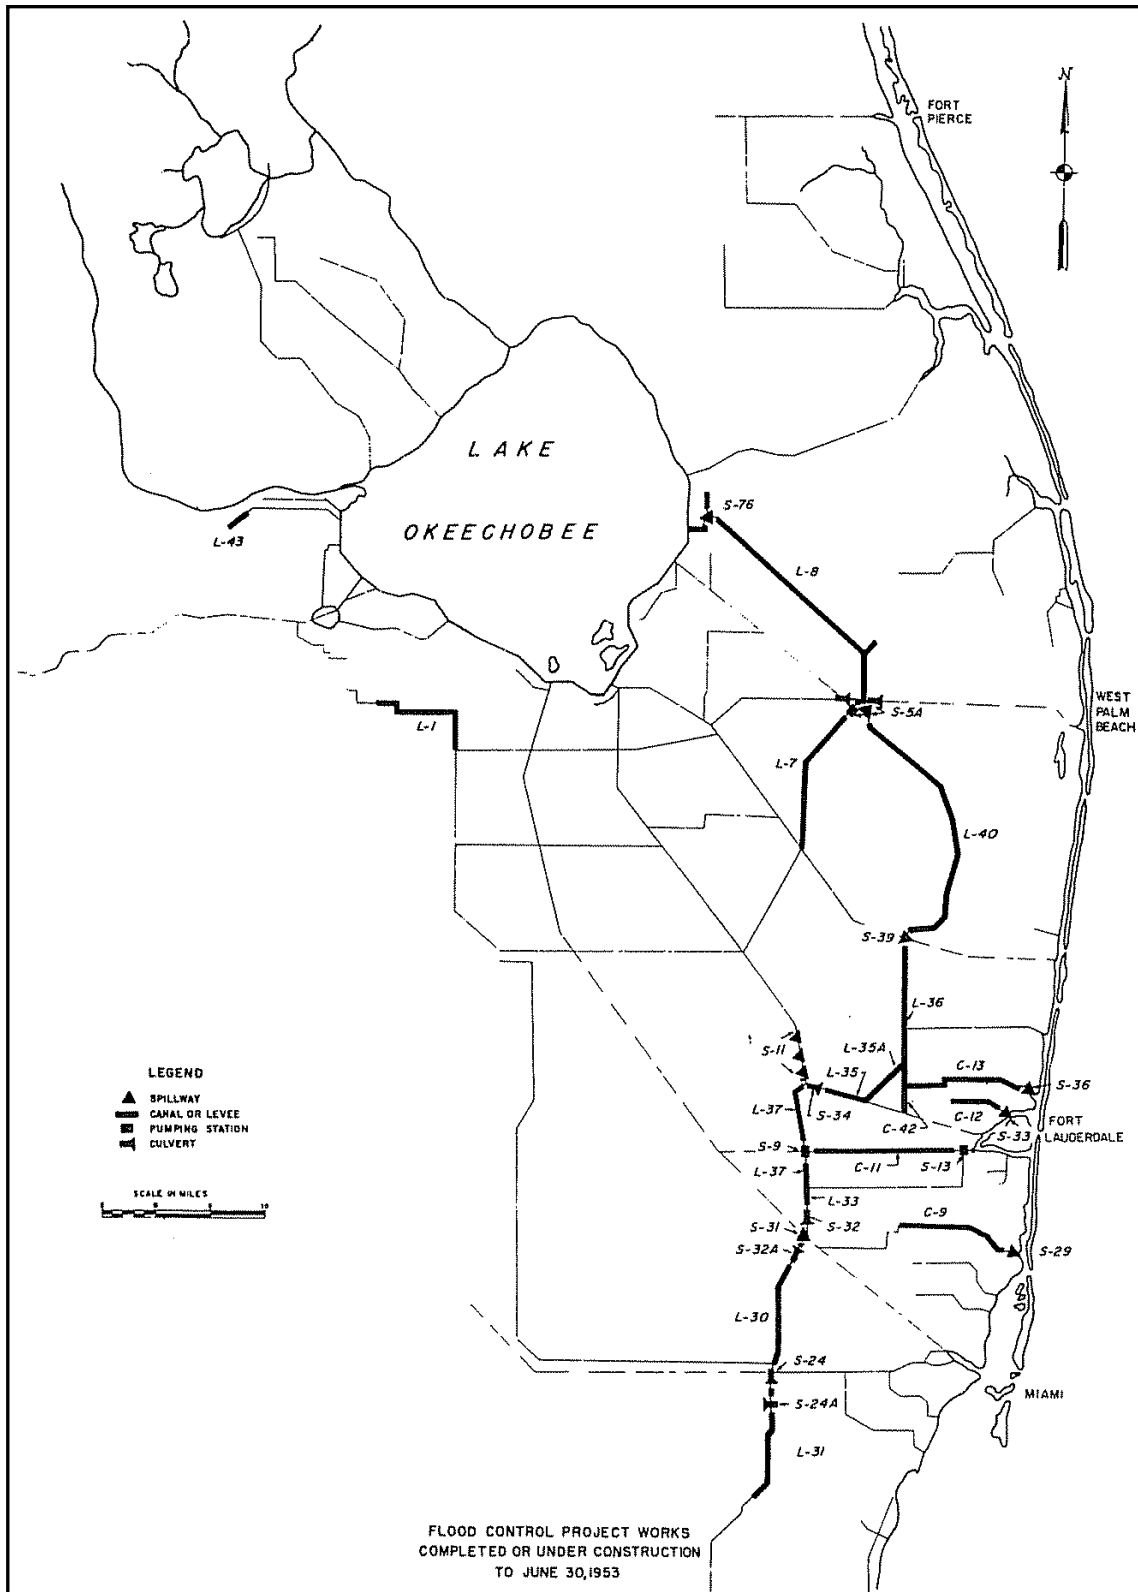 N
FORT
PIERCE
LAKE
OKEECHOBEE
S-76
L-43
L-8
WEST
PALM
BEACH
S-5A
L-1
L-7
L-40
S-39
L-36
S-11
L-35A
L-35
C-13
S-36
L-37
S-34
C-12
S-33
FORT
LAUDERDALE
C-42
S-9
C-11
S-13
L-37
L-33
C-9
S-31
S-32
S-32A
S-29
L-30
S-24
MIAMI
S-24A
L-31
LEGEND
SPILLWAY
CANAL OR LEVEE
PUMPING STATION
CULVERT
SCALE IN MILES
FLOOD CONTROL PROJECT WORKS
COMPLETED OR UNDER CONSTRUCTION
TO JUNE 30,1953